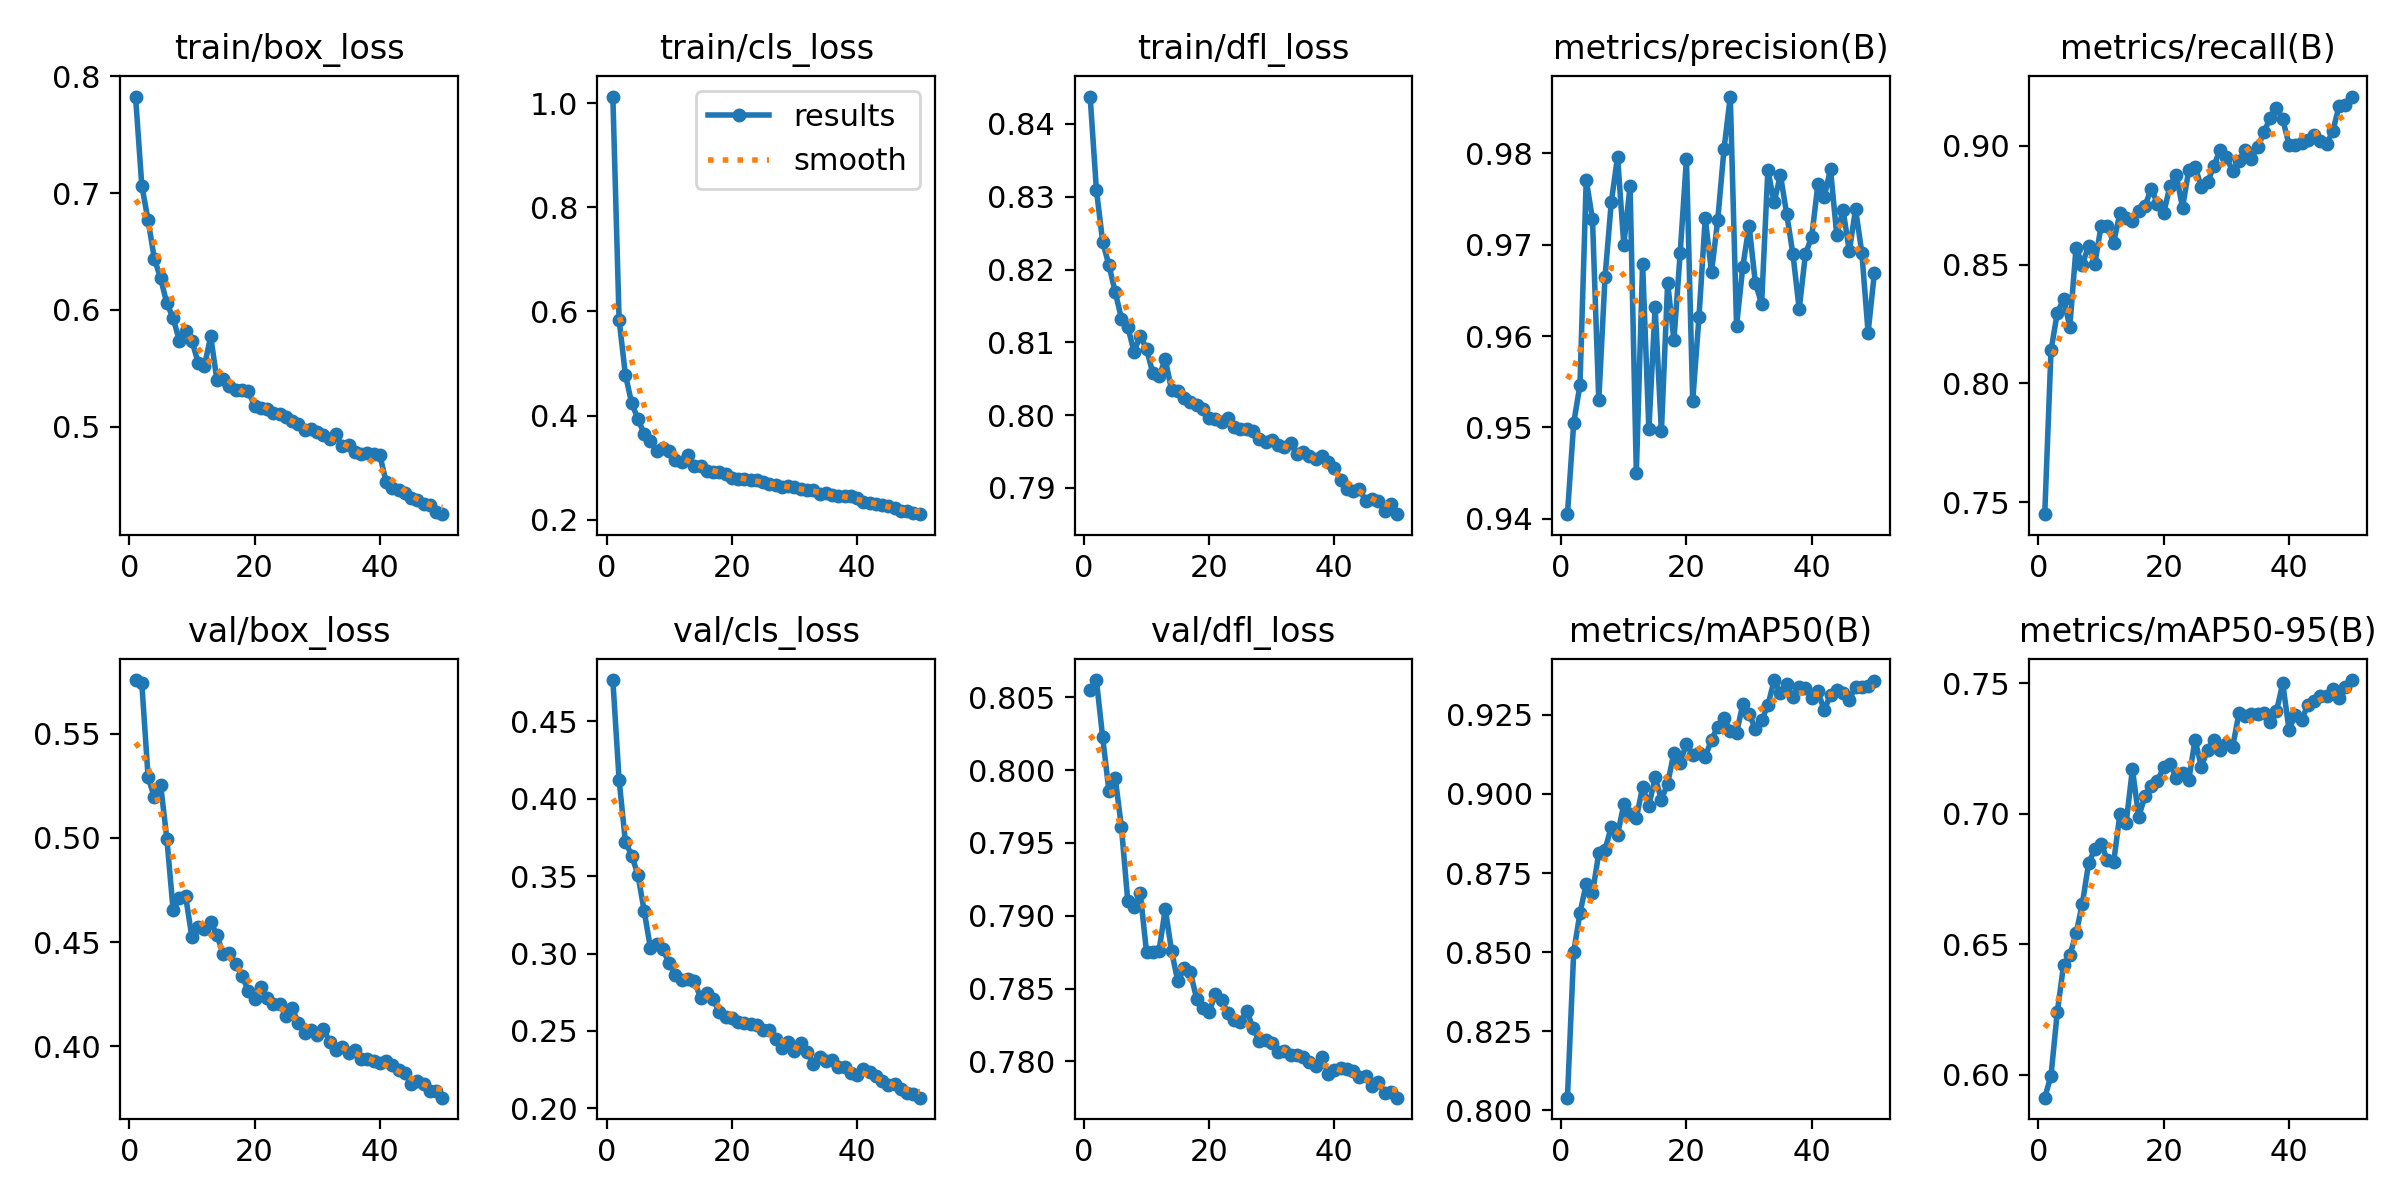 train/box_loss
0.8
0.7
0.6
0.5
0 20 40
train/cls_loss
1.0
0.8
0.6
0.4
0.2
0 20 40
results
smooth
train/dfl_loss
0.84
0.83
0.82
0.81
0.80
0.79
0 20 40
metrics/precision(B)
0.98
0.97
0.96
0.95
0.94
0 20 40
metrics/recall(B)
0.90
0.85
0.80
0.75
0 20 40
val/box_loss
0.55
0.50
0.45
0.40
0 20 40
val/cls_loss
0.45
0.40
0.35
0.30
0.25
0.20
0 20 40
val/dfl_loss
0.805
0.800
0.795
0.790
0.785
0.780
0 20 40
metrics/mAP50(B)
0.925
0.900
0.875
0.850
0.825
0.800
0 20 40
metrics/mAP50-95(B)
0.75
0.70
0.65
0.60
0 20 40